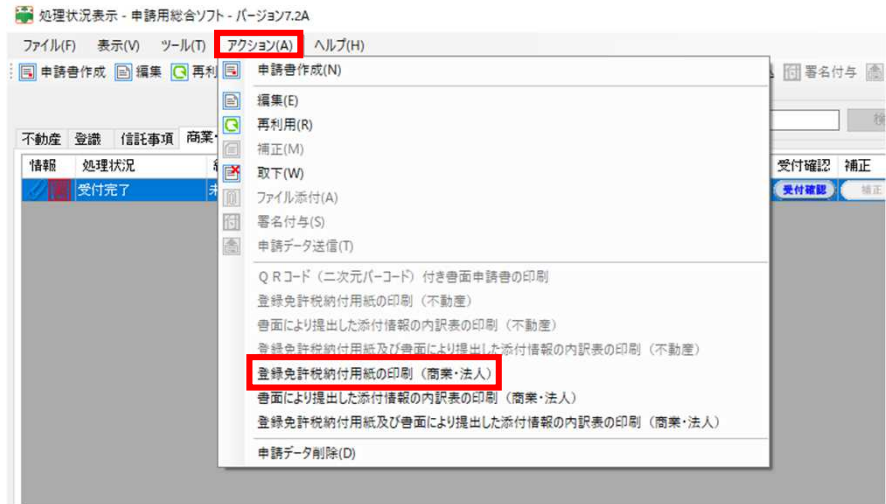 処理状況表示 - 申請用総合ソフト - バージョン7.2A
ファイル(F) 表示(V) ツール(T) アクション(A) ヘルプ(H)
申請書作成 編集 再利 署名付与
不動産 登識 信託事項 商業・
情報 処理状況 受付確認 補正
受付完了 未 受付確認 補正
申請書作成(N)
編集(E)
再利用(R)
補正(M)
取下(W)
ファイル添付(A)
署名付与(S)
申請データ送信(T)
QRコード（二次元バーコード）付き書面申請書の印刷
登録免許税納付用紙の印刷（不動産）
書面により提出した添付情報の内訳表の印刷（不動産）
登録免許税納付用紙及び書面により提出した添付情報の内訳表の印刷（不動産）
登録免許税納付用紙の印刷（商業・法人）
書面により提出した添付情報の内訳表の印刷（商業・法人）
登録免許税納付用紙及び書面により提出した添付情報の内訳表の印刷（商業・法人）
申請データ削除(D)